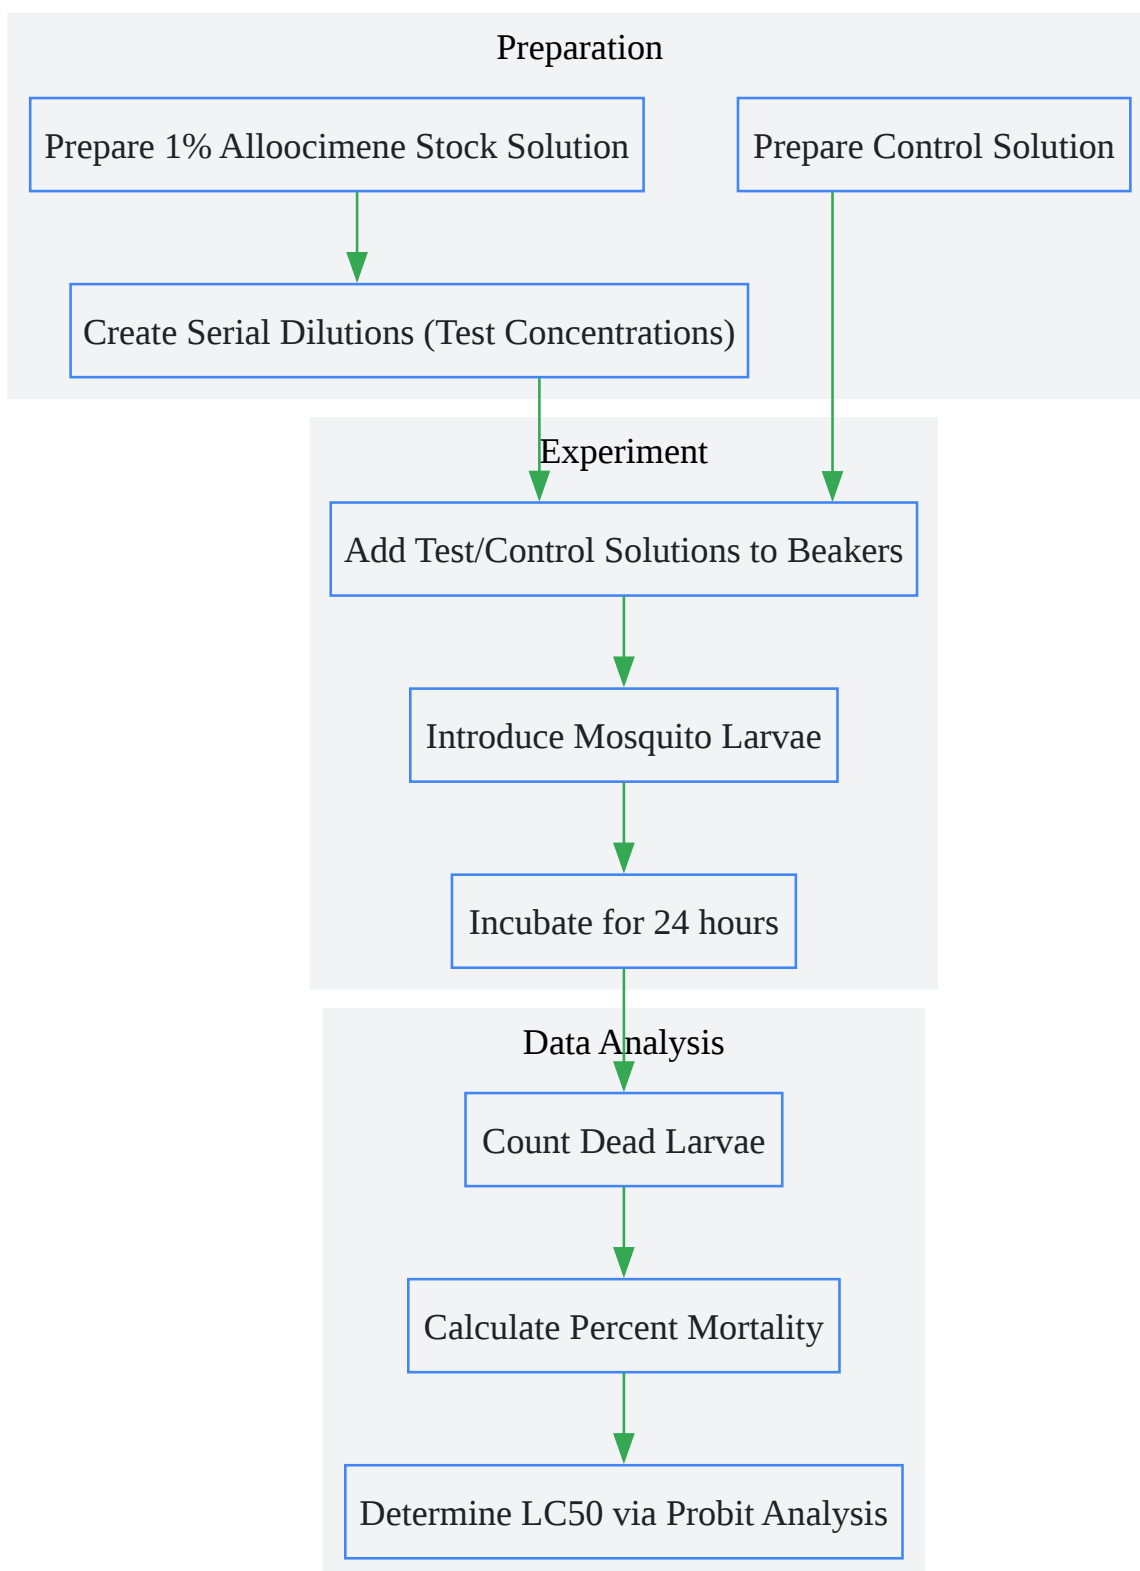 Preparation
Prepare 1% Alloocimene Stock Solution
Prepare Control Solution
Create Serial Dilutions (Test Concentrations)
Experiment
Add Test/Control Solutions to Beakers
Introduce Mosquito Larvae
Incubate for 24 hours
Data Analysis
Count Dead Larvae
Calculate Percent Mortality
Determine LC50 via Probit Analysis